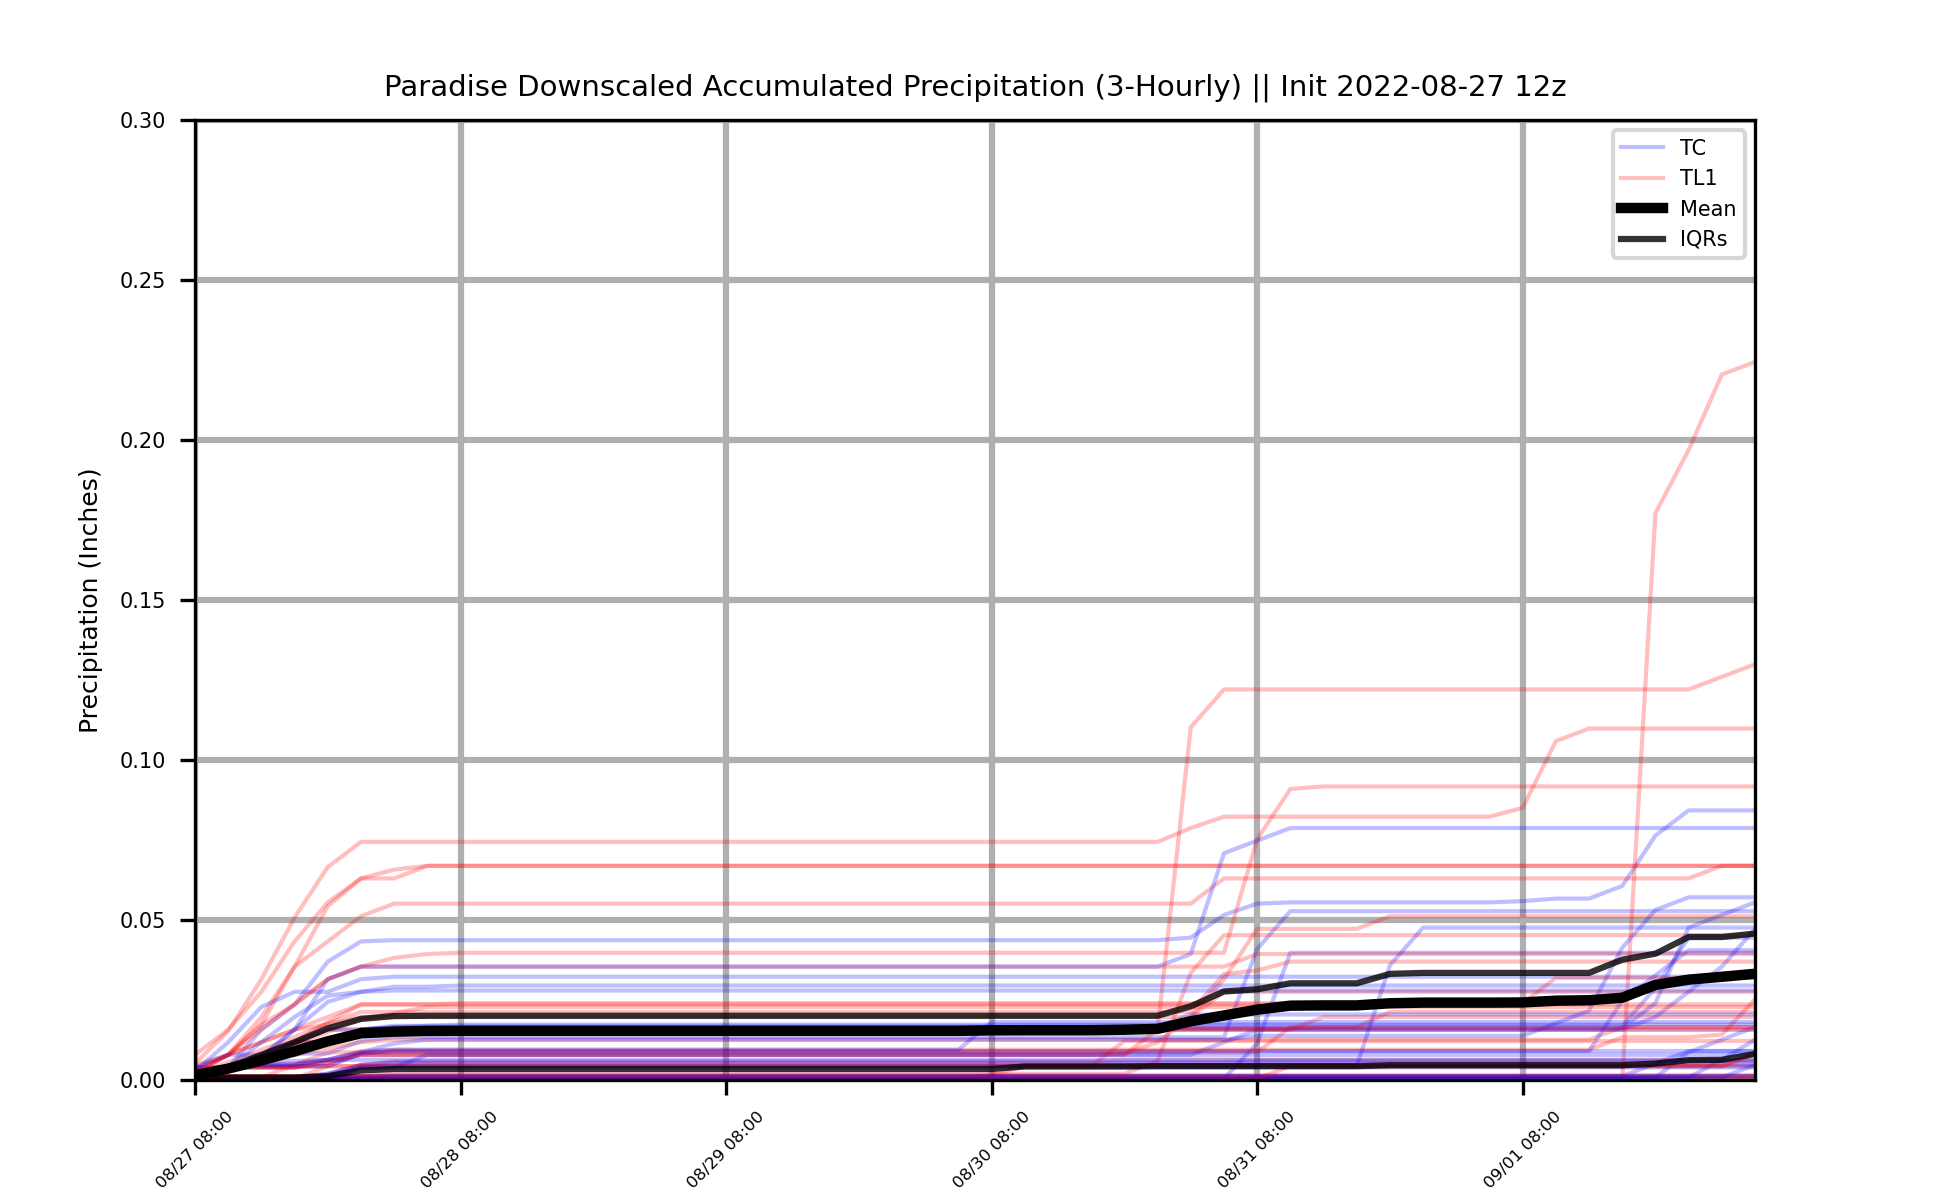 Paradise Downscaled Accumulated Precipitation (3-Hourly) || Init 2022-08-27 12z
0.30
TC
TL1
Mean
IQRs
0.25
0.20
0.15
0.10
0.05
0.00
Precipitation (Inches)
08/27 08:00
08/28 08:00
08/29 08:00
08/30 08:00
08/31 08:00
09/01 08:00